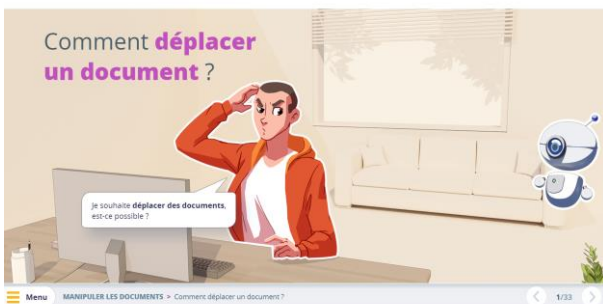 Comment déplacer
un document ?
Je souhaite déplacer des documents,
est-ce possible ?
Menu MANIPULER LES DOCUMENTS > Comment déplacer un document ? 1/33